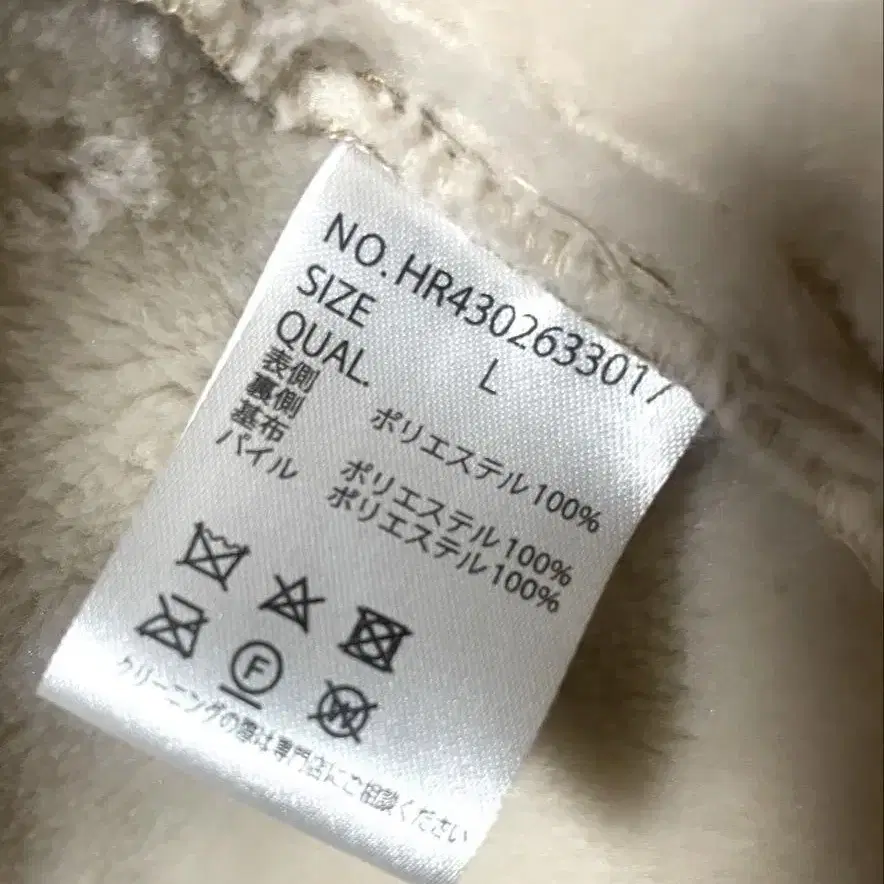 NO. HR4302633017
SIZE L
QUAL.
表側 ポリエステル100%
裏側
基布 ポリエステル100%
パイル ポリエステル100%
F
W
クリーニングの際は専門店にご相談ください